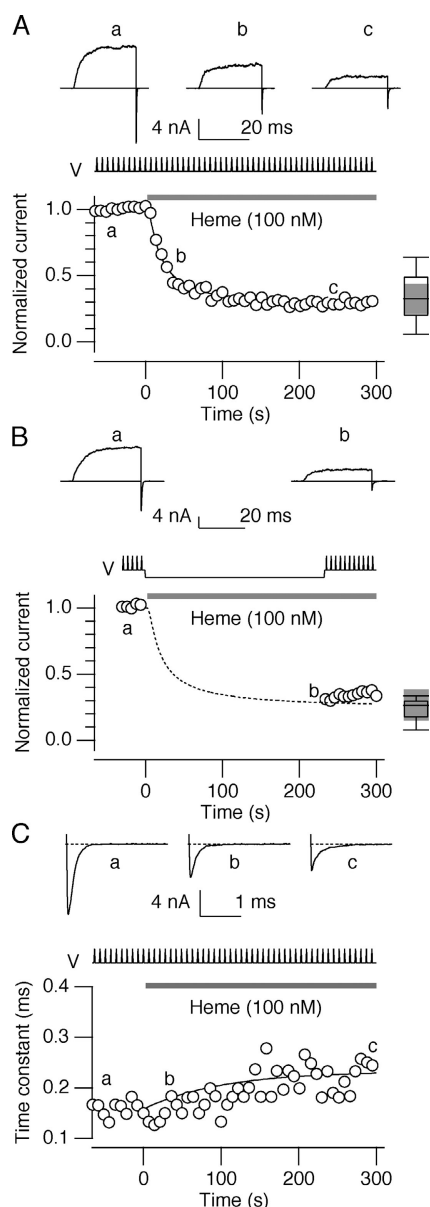 A
a b c
4 nA 20 ms
V
1.0
Heme (100 nM)
a
b
0.5
c
0.0
Normalized current
0 100 200 300
Time (s)
B
a b
4 nA 20 ms
V
1.0
Heme (100 nM)
a
0.5
b
0.0
Normalized current
0 100 200 300
Time (s)
C
a b c
4 nA 1 ms
V
0.4
Heme (100 nM)
0.3
c
a b
0.2
0.1
Time constant (ms)
0 100 200 300
Time (s)